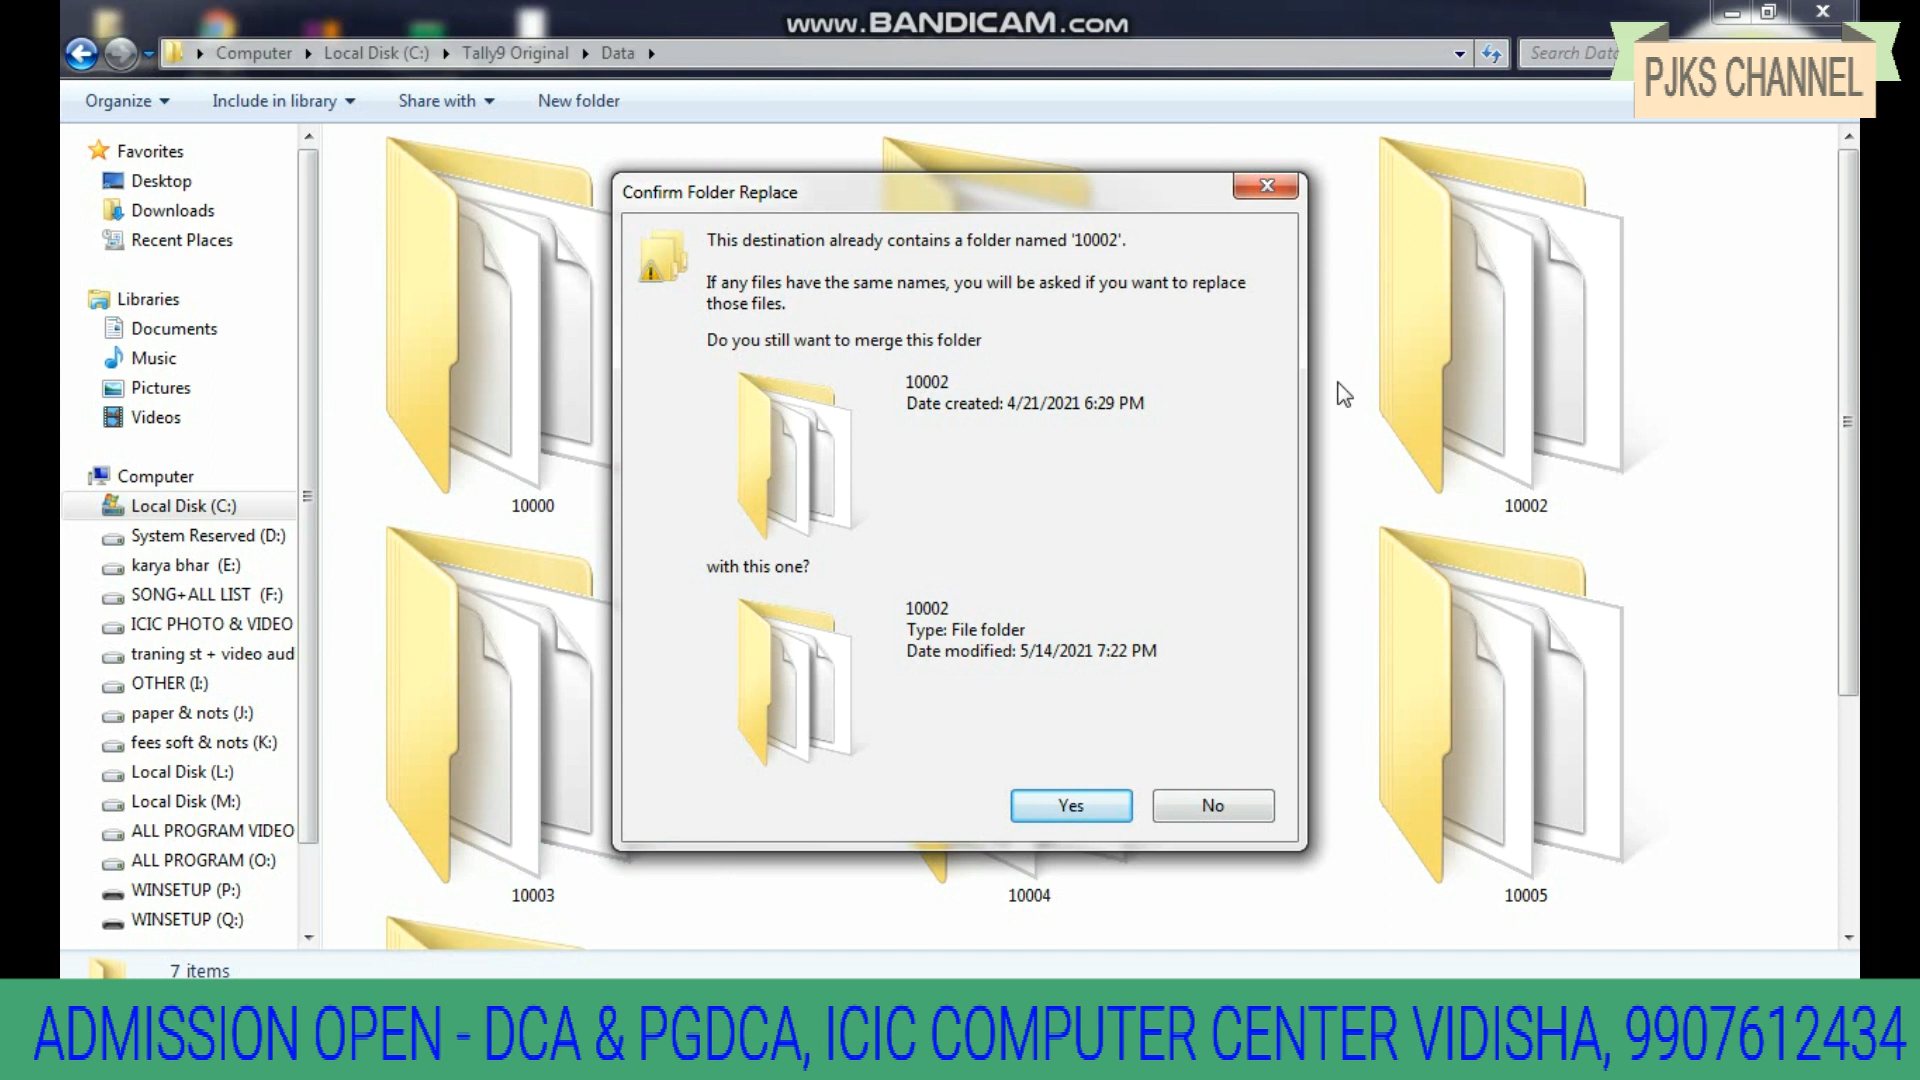 www.BANDICAM.com
Computer Local Disk (C:) Tally9 Original Data
Search Data
PJKS CHANNEL
Organize Include in library Share with New folder
Favorites
Desktop
Downloads
Recent Places
Libraries
Documents
Music
Pictures
Videos
Computer
Local Disk (C:)
System Reserved (D:)
karya bhar (E:)
SONG+ALL LIST (F:)
ICIC PHOTO & VIDEO
traning st + video aud
OTHER (I:)
paper & nots (J:)
fees soft & nots (K:)
Local Disk (L:)
Local Disk (M:)
ALL PROGRAM VIDEO
ALL PROGRAM (O:)
WINSETUP (P:)
WINSETUP (Q:)
10000
10002
10003
10004
10005
Confirm Folder Replace
This destination already contains a folder named '10002'.
If any files have the same names, you will be asked if you want to replace
those files.
Do you still want to merge this folder
10002
Date created: 4/21/2021 6:29 PM
with this one?
10002
Type: File folder
Date modified: 5/14/2021 7:22 PM
Yes No
7 items
ADMISSION OPEN - DCA & PGDCA, ICIC COMPUTER CENTER VIDISHA, 9907612434